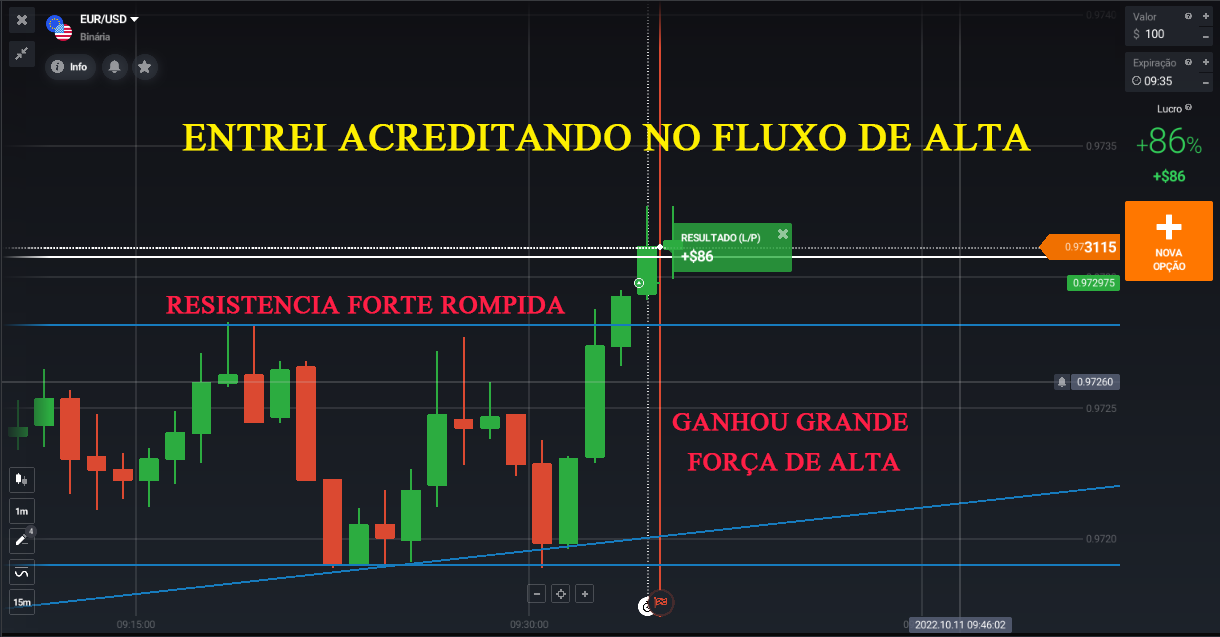 EUR/USD
Binária
Info
Valor
$ 100
Expiração
09:35
Lucro
+86%
+$86
NOVA
OPÇÃO
ENTREI ACREDITANDO NO FLUXO DE ALTA
0.9740
0.9735
RESULTADO (L/P)
+$86
0.973115
0.972975
RESISTENCIA FORTE ROMPIDA
0.97260
0.9725
GANHOU GRANDE
FORÇA DE ALTA
1m
4
0.9720
15m
09:15:00
09:30:00
2022.10.11 09:46:02